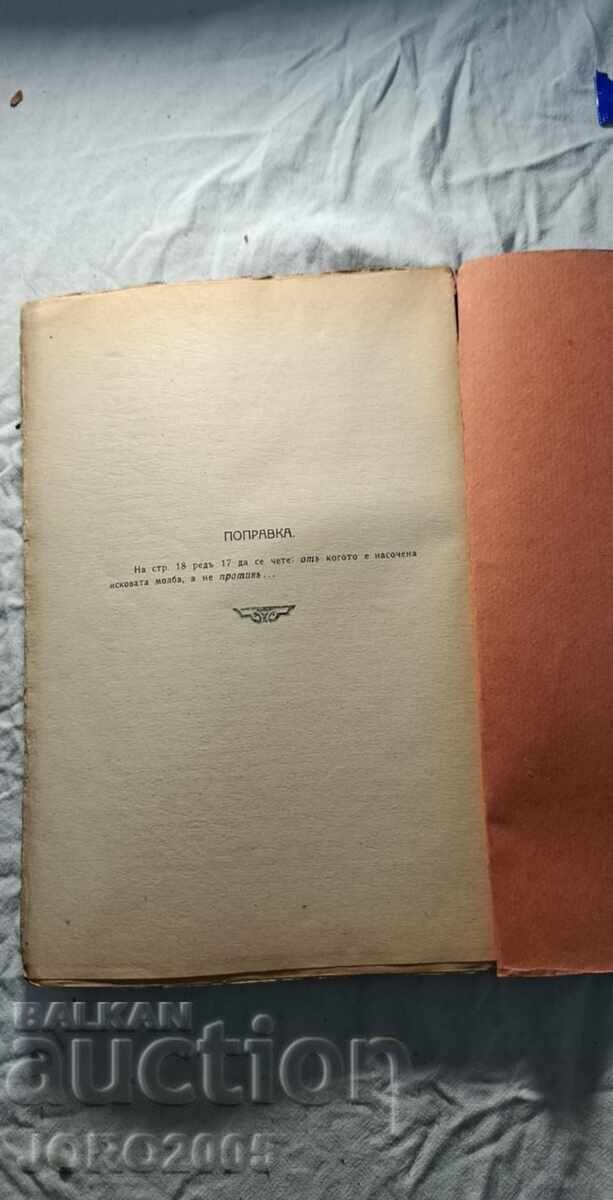 ПОПРАВКА.
На стр. 18 редъ 17 да се чете: отъ когото е насочена
исковата молба, а не противъ...
BALKAN
auction
JORO2005